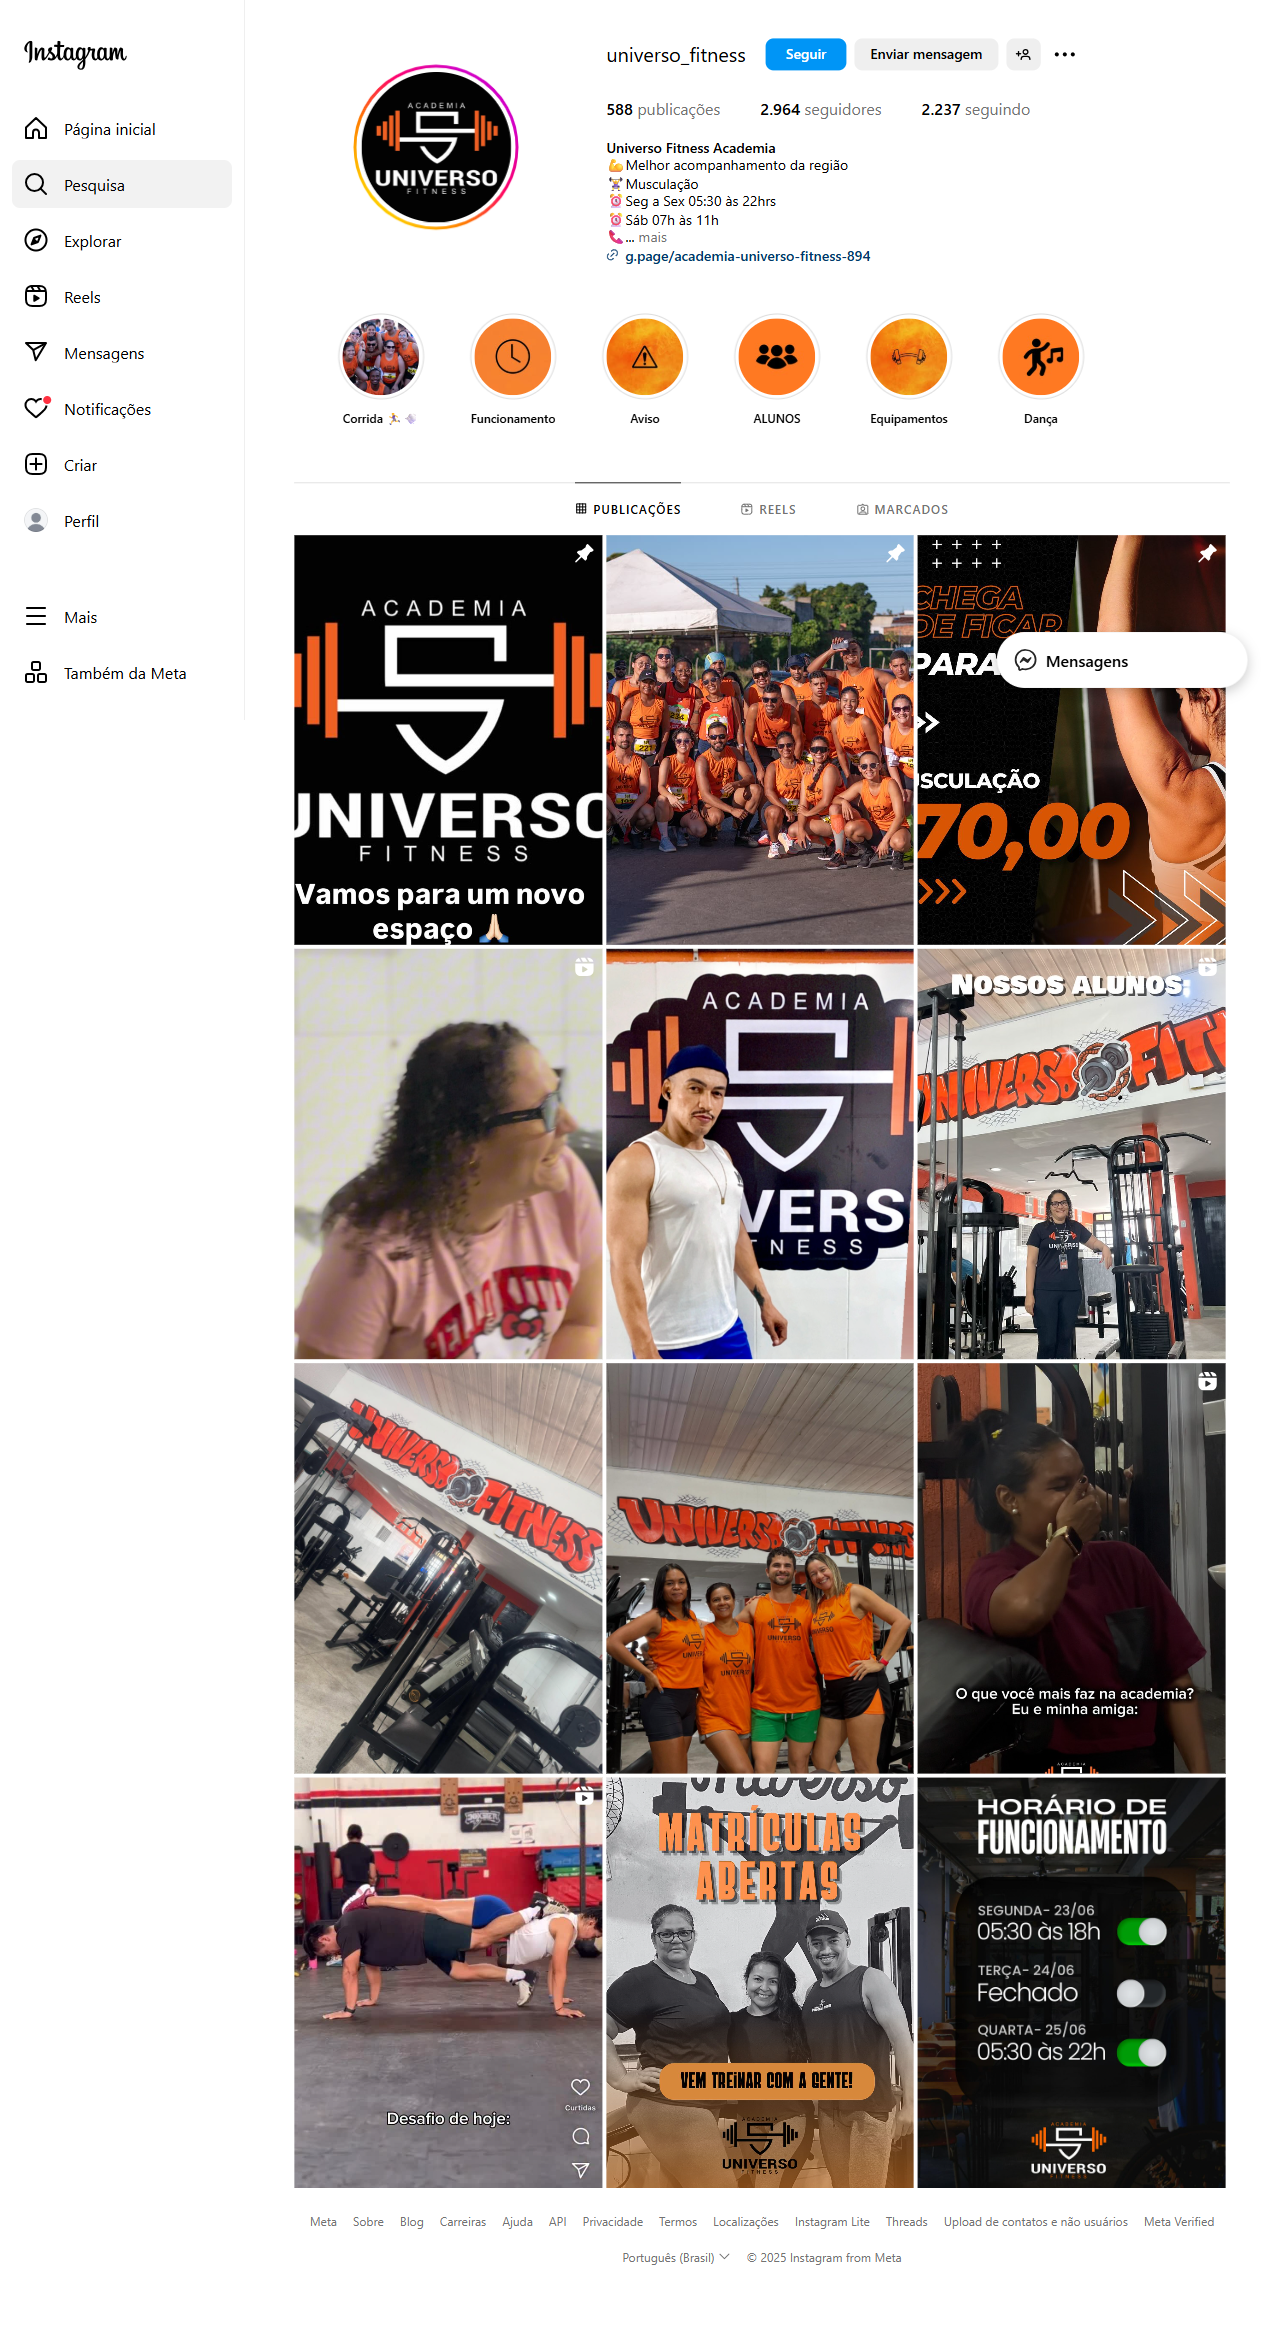 Instagram
Página inicial
Pesquisa
Explorar
Reels
Mensagens
Notificações
Criar
Perfil
Mais
Também da Meta
ACADEMIA
UNIVERSO
FITNESS
universo_fitness
Seguir
Enviar mensagem
588 publicações
2.964 seguidores
2.237 seguindo
Universo Fitness Academia
💪Melhor acompanhamento da região
🏋️Musculação
⏰Seg a Sex 05:30 às 22hrs
⏰Sáb 07h às 11h
📞... mais
g.page/academia-universo-fitness-894
Corrida
Funcionamento
Aviso
ALUNOS
Equipamentos
Dança
PUBLICAÇÕES
REELS
MARCADOS
ACADEMIA
UNIVERSO
FITNESS
Vamos para um novo
espaço 🙏🏻
CHEGA
DE FICAR
PARA
Mensagens
USCULAÇÃO
70,00
ACADEMIA
VERS
TNESS
NOSSOS ALUNOS:
UNIVERSO FIT
UNIVERSO
UNIVERSO FITNESS
UNIVERSO FITNESS
UNIVERSO
O que você mais faz na academia?
Eu e minha amiga:
ACADEMIA
Desafio de hoje:
Curtidas
Universo
MATRÍCULAS
ABERTAS
VEM TREINAR COM A GENTE!
ACADEMIA
UNIVERSO
FITNESS
HORÁRIO DE
FUNCIONAMENTO
SEGUNDA- 23/06
05:30 às 18h
TERÇA- 24/06
Fechado
QUARTA- 25/06
05:30 às 22h
ACADEMIA
UNIVERSO
FITNESS
Meta
Sobre
Blog
Carreiras
Ajuda
API
Privacidade
Termos
Localizações
Instagram Lite
Threads
Upload de contatos e não usuários
Meta Verified
Português (Brasil)
© 2025 Instagram from Meta